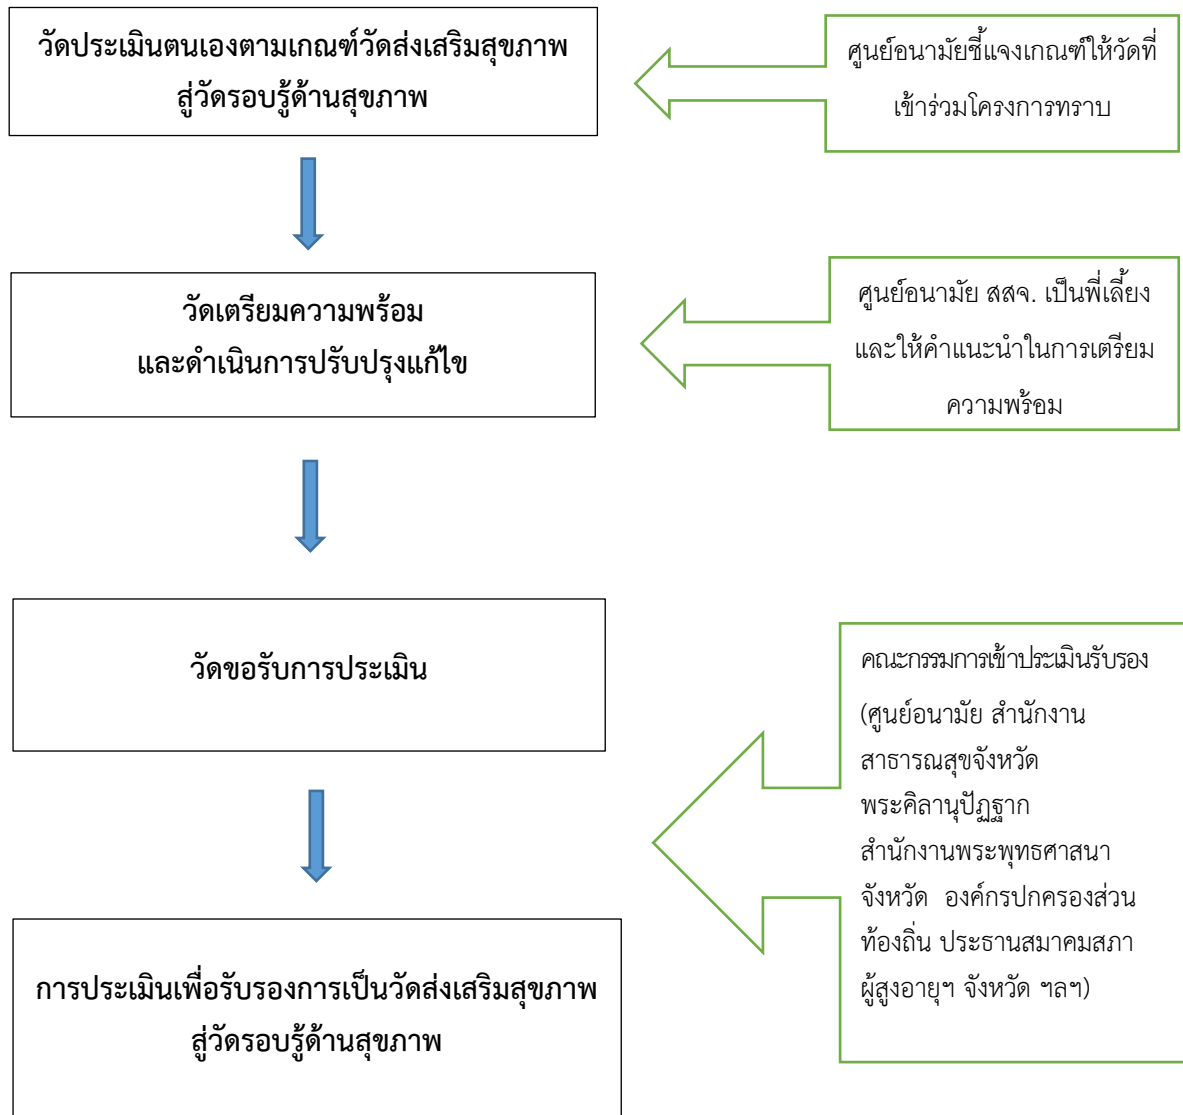 วัดประเมินตนเองตามเกณฑ์วัดส่งเสริมสุขภาพ
สู่วัดรอบรู้ด้านสุขภาพ
ศูนย์อนามัยชี้แจงเกณฑ์ให้วัดที่
เข้าร่วมโครงการทราบ
วัดเตรียมความพร้อม
และดำเนินการปรับปรุงแก้ไข
ศูนย์อนามัย สสจ. เป็นพี่เลี้ยง
และให้คำแนะนำในการเตรียม
ความพร้อม
วัดขอรับการประเมิน
คณะกรรมการเข้าประเมินรับรอง
(ศูนย์อนามัย สำนักงาน
สาธารณสุขจังหวัด
พระคิลานุปัฏฐาก
สำนักงานพระพุทธศาสนา
จังหวัด องค์กรปกครองส่วน
ท้องถิ่น ประธานสมาคมสภา
ผู้สูงอายุฯ จังหวัด ฯลฯ)
การประเมินเพื่อรับรองการเป็นวัดส่งเสริมสุขภาพ
สู่วัดรอบรู้ด้านสุขภาพ